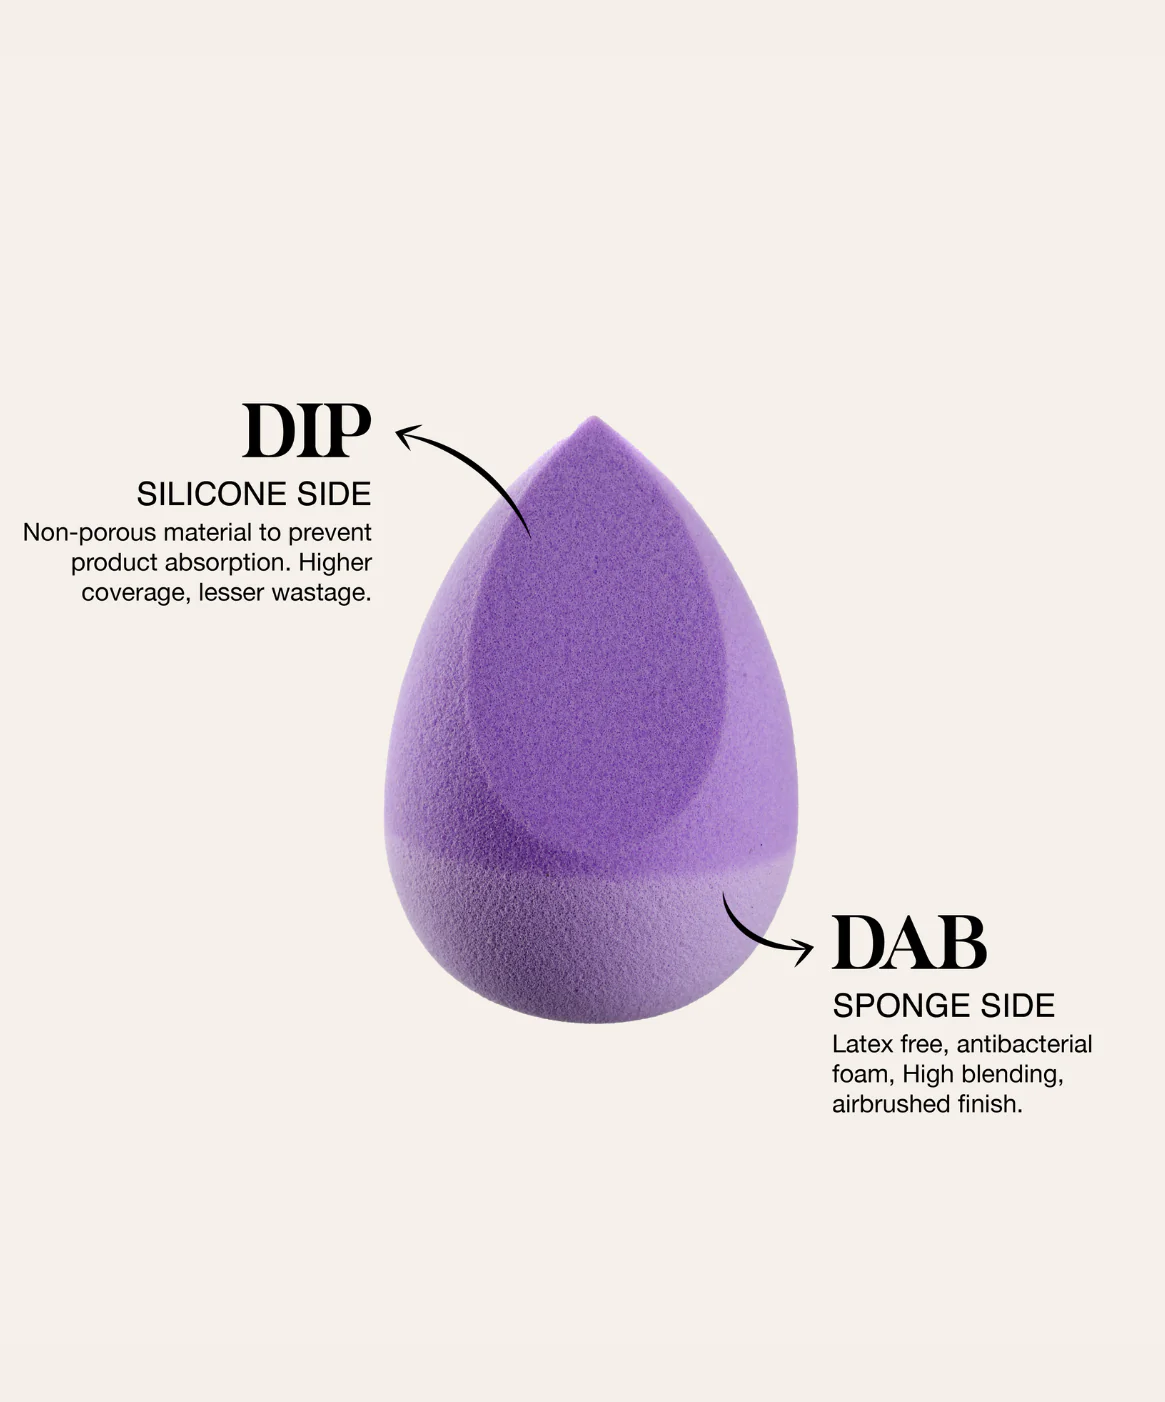 DIP
SILICONE SIDE
Non-porous material to prevent
product absorption. Higher
coverage, lesser wastage.
DAB
SPONGE SIDE
Latex free, antibacterial
foam, High blending,
airbrushed finish.